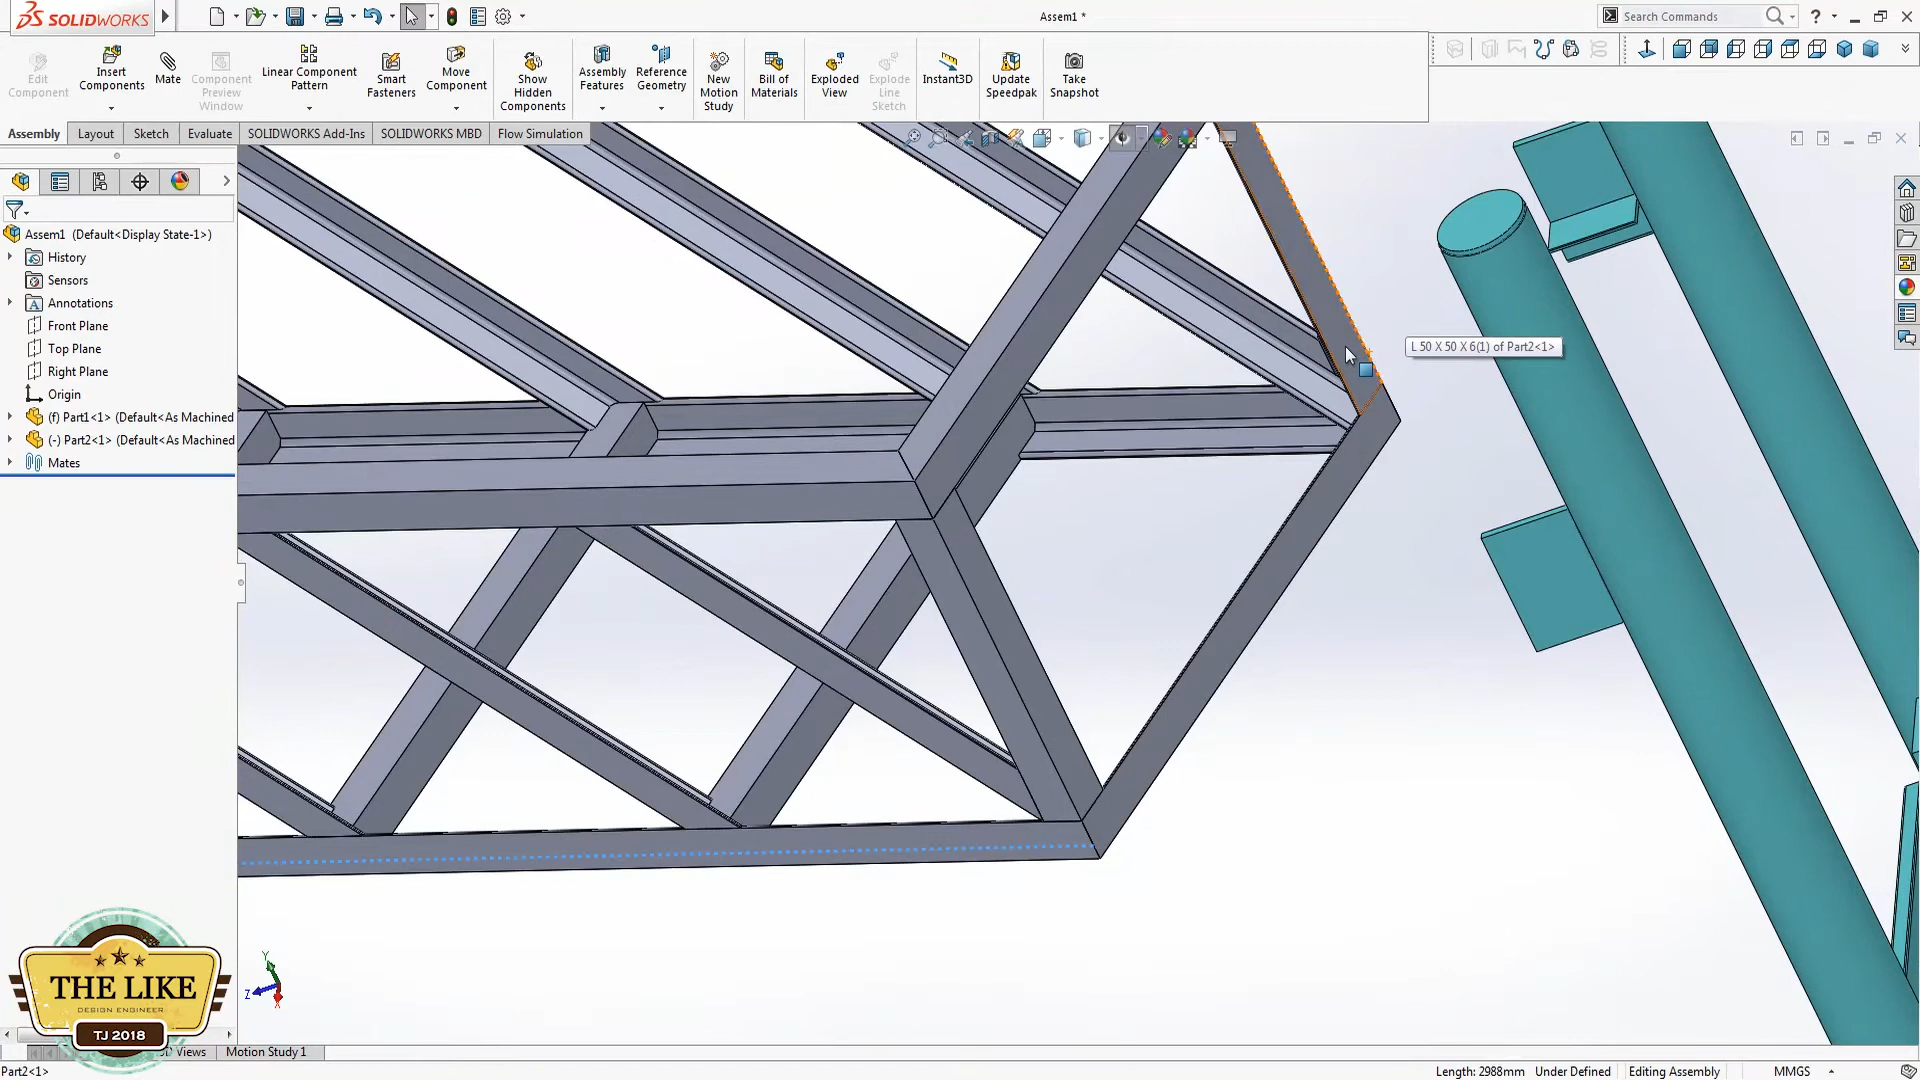 SOLIDWORKS
Assem1 *
Search Commands
?
Edit Component
Insert Components
Mate
Component Preview Window
Linear Component Pattern
Smart Fasteners
Move Component
Show Hidden Components
Assembly Features
Reference Geometry
New Motion Study
Bill of Materials
Exploded View
Explode Line Sketch
Instant3D
Update Speedpak
Take Snapshot
Assembly
Layout
Sketch
Evaluate
SOLIDWORKS Add-Ins
SOLIDWORKS MBD
Flow Simulation
Assem1 (Default<Display State-1>)
History
Sensors
A Annotations
Front Plane
Top Plane
Right Plane
Origin
(f) Part1<1> (Default<As Machined
(-) Part2<1> (Default<As Machined
Mates
L 50 X 50 X 6(1) of Part2<1>
Y
Z
X
THE LIKE
DESIGN ENGINEER
TJ 2018
D Views
Motion Study 1
Part2<1>
Length: 2988mm
Under Defined
Editing Assembly
MMGS